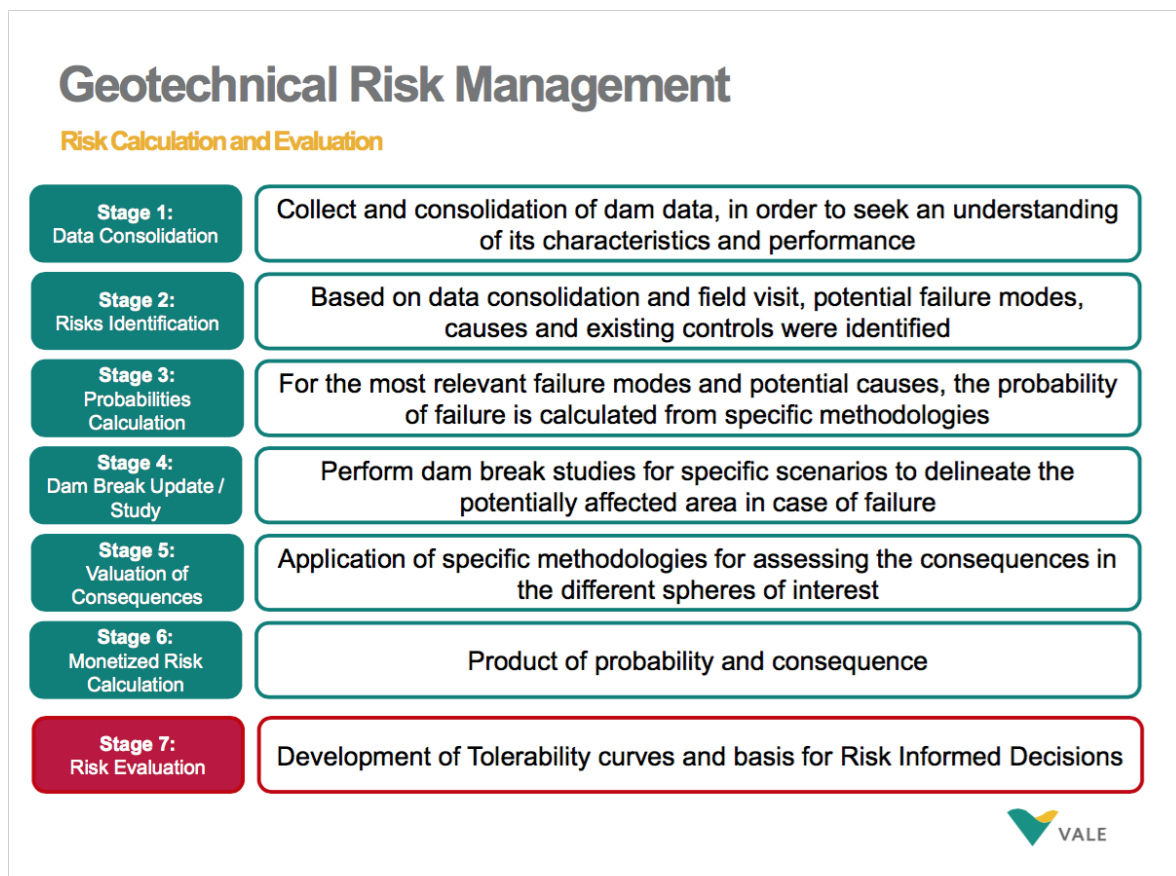 Geotechnical Risk Management
Risk Calculation and Evaluation
Stage 1:
Data Consolidation
Collect and consolidation of dam data, in order to seek an understanding
of its characteristics and performance
Stage 2:
Risks Identification
Based on data consolidation and field visit, potential failure modes,
causes and existing controls were identified
Stage 3:
Probabilities
Calculation
For the most relevant failure modes and potential causes, the probability
of failure is calculated from specific methodologies
Stage 4:
Dam Break Update /
Study
Perform dam break studies for specific scenarios to delineate the
potentially affected area in case of failure
Stage 5:
Valuation of
Consequences
Application of specific methodologies for assessing the consequences in
the different spheres of interest
Stage 6:
Monetized Risk
Calculation
Product of probability and consequence
Stage 7:
Risk Evaluation
Development of Tolerability curves and basis for Risk Informed Decisions
VALE